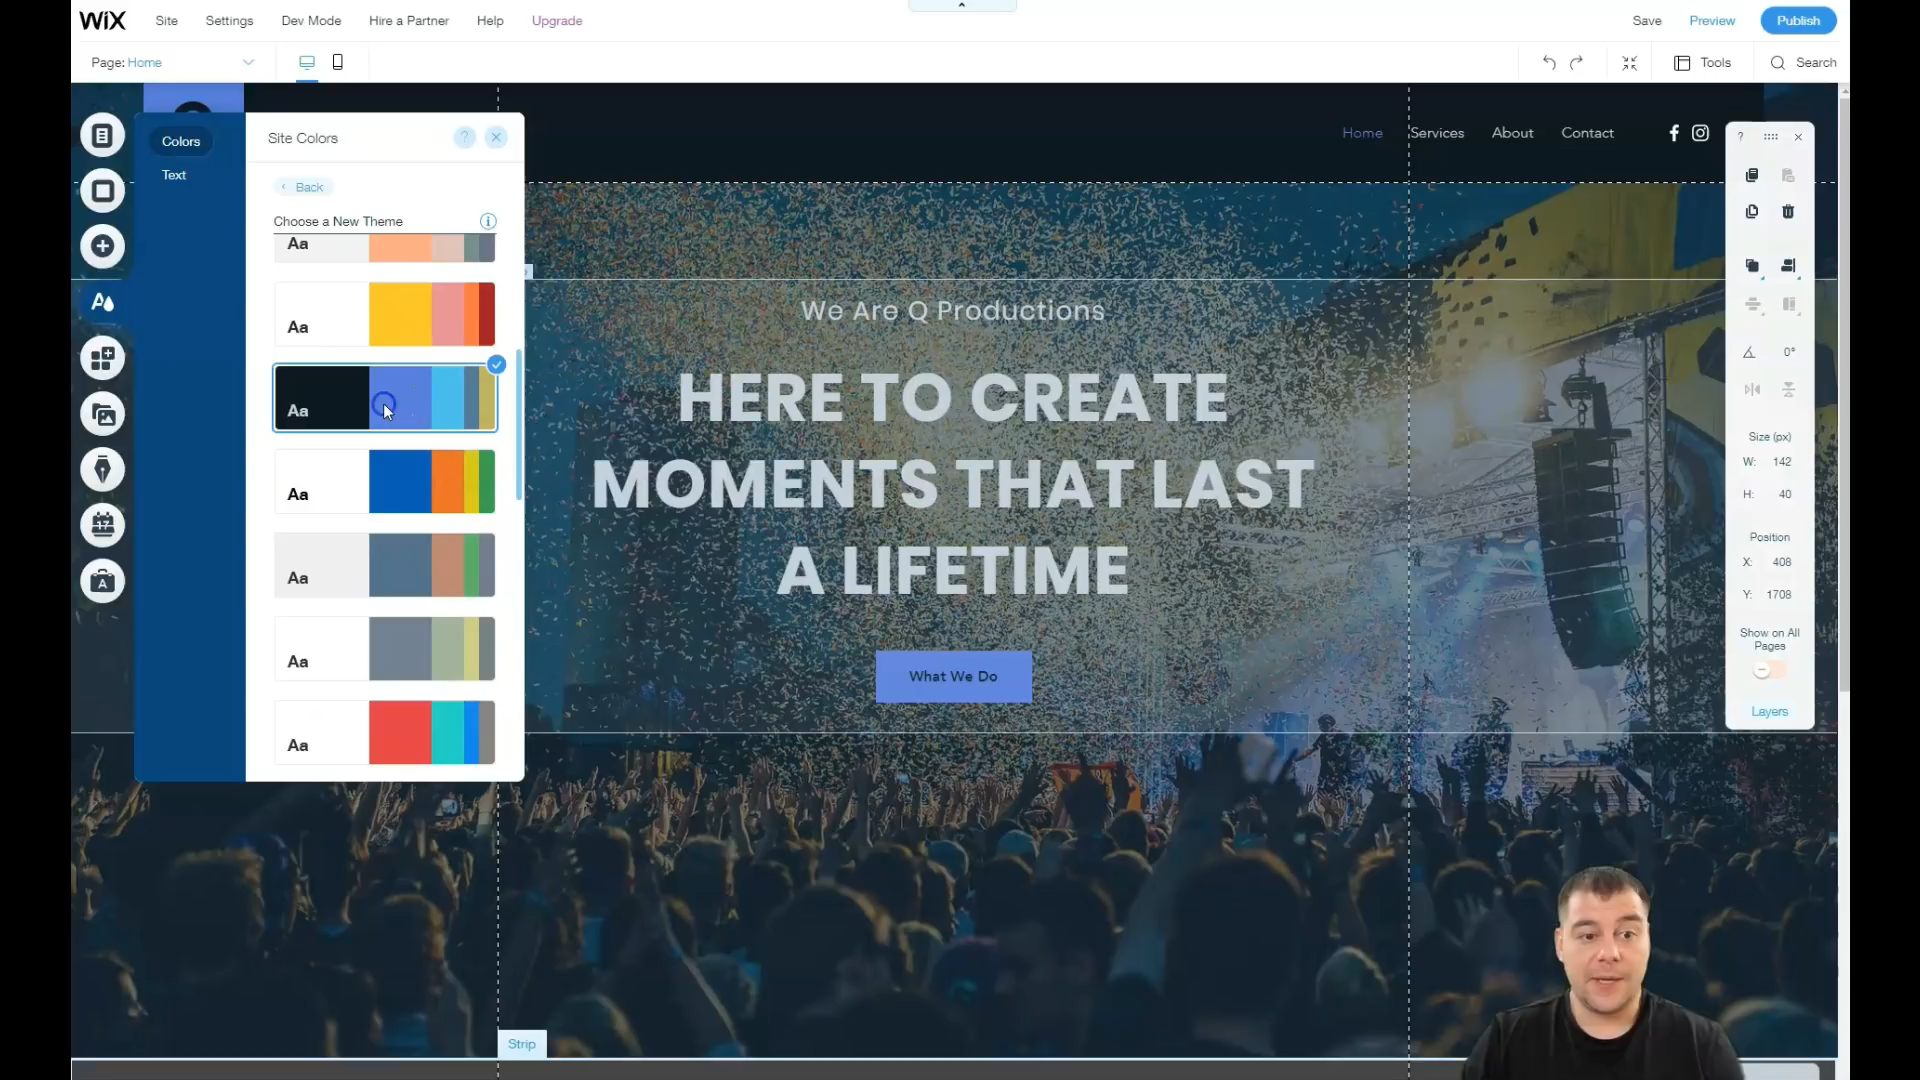 WiX
Site
Settings
Dev Mode
Hire a Partner
Help
Upgrade
Save
Preview
Publish
Page: Home
Tools
Search
Colors
Text
Site Colors
?
Back
Choose a New Theme
i
Aa
Aa
Aa
Aa
Aa
Aa
Aa
17
A
Home
Services
About
Contact
We Are Q Productions
HERE TO CREATE
MOMENTS THAT LAST
A LIFETIME
What We Do
Strip
?
0°
Size (px)
W: 142
H: 40
Position
X: 408
Y: 1708
Show on All
Pages
Layers